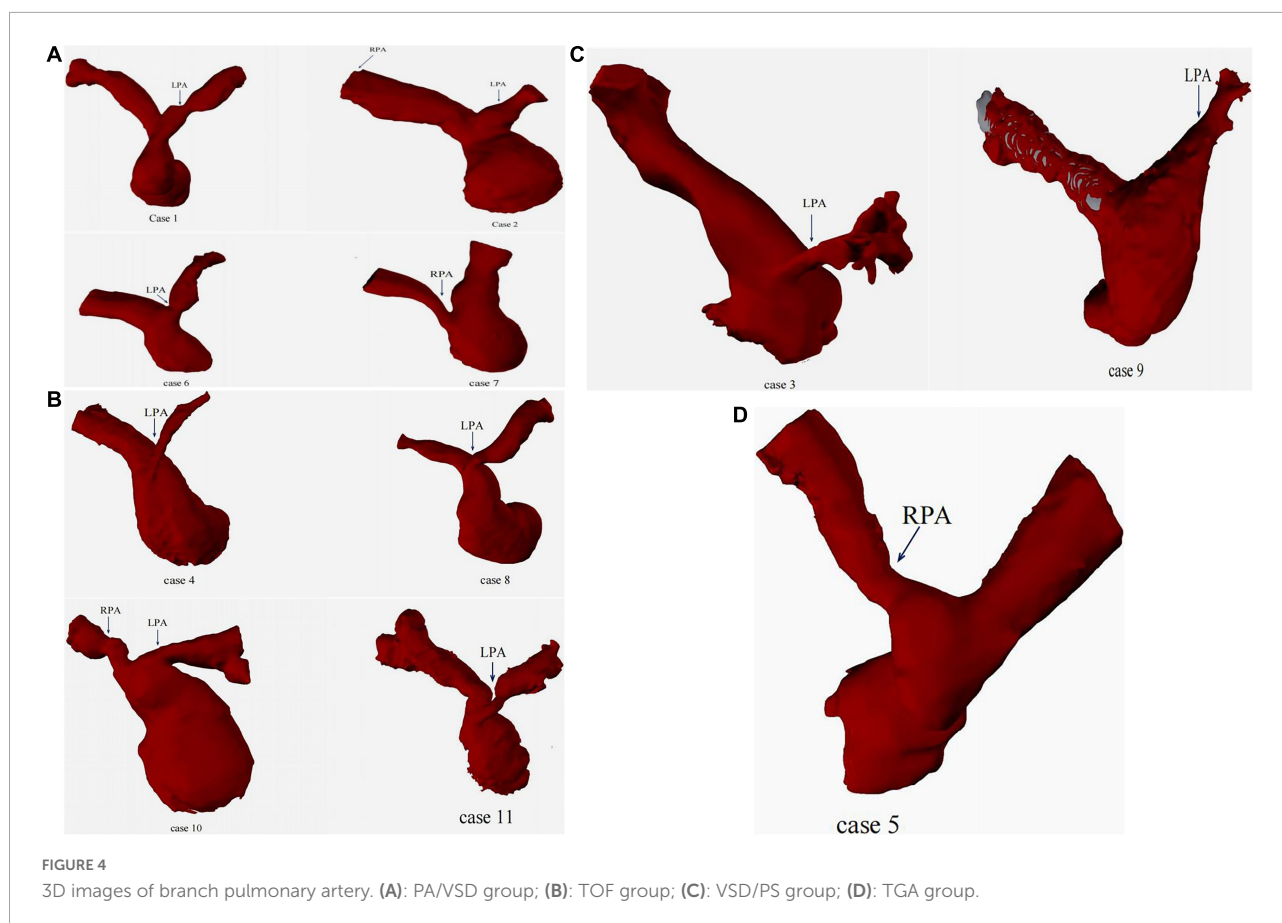 A
LPA
Case 1
RPA
LPA
Case 2
LPA
case 6
RPA
case 7
B
LPA
case 4
LPA
case 8
RPA
LPA
case 10
LPA
case 11
C
LPA
case 3
LPA
case 9
D
RPA
case 5
FIGURE 4
3D images of branch pulmonary artery. (A): PA/VSD group; (B): TOF group; (C): VSD/PS group; (D): TGA group.